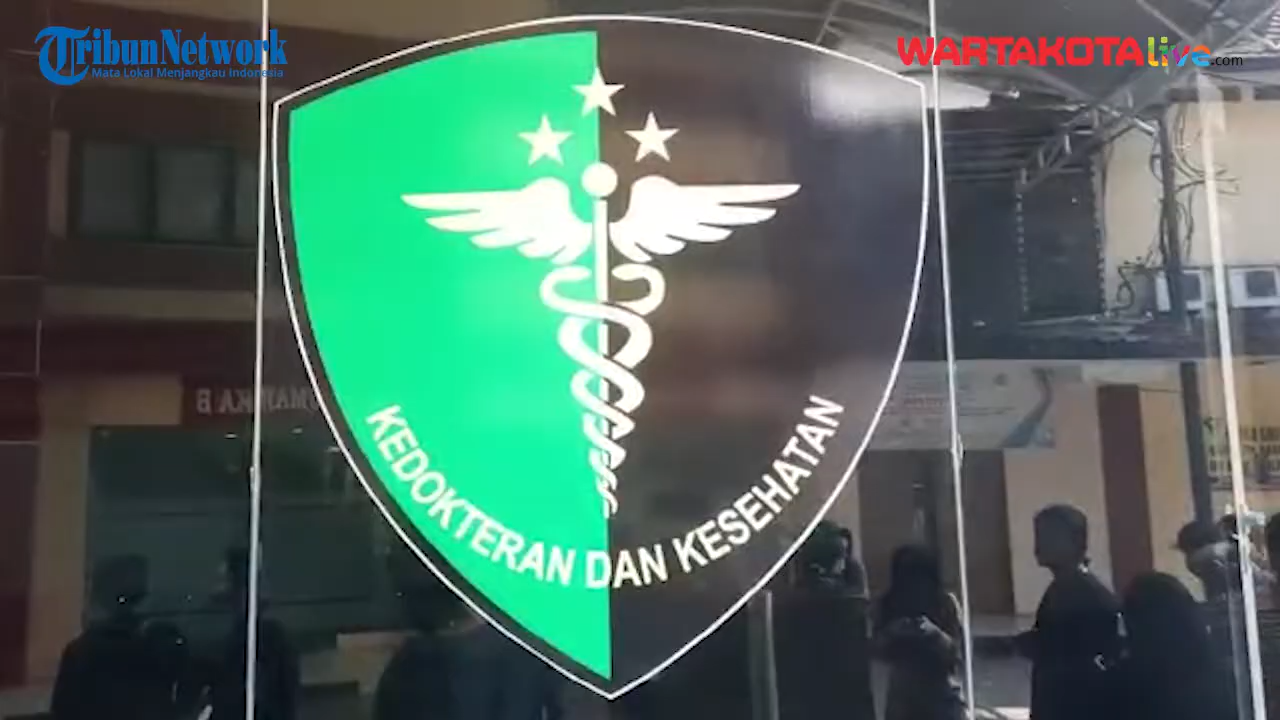 TribunNetwork
Mata Lokal Menjangkau Indonesia
WARTAKOTAlive.com
KEDOKTERAN DAN KESEHATAN